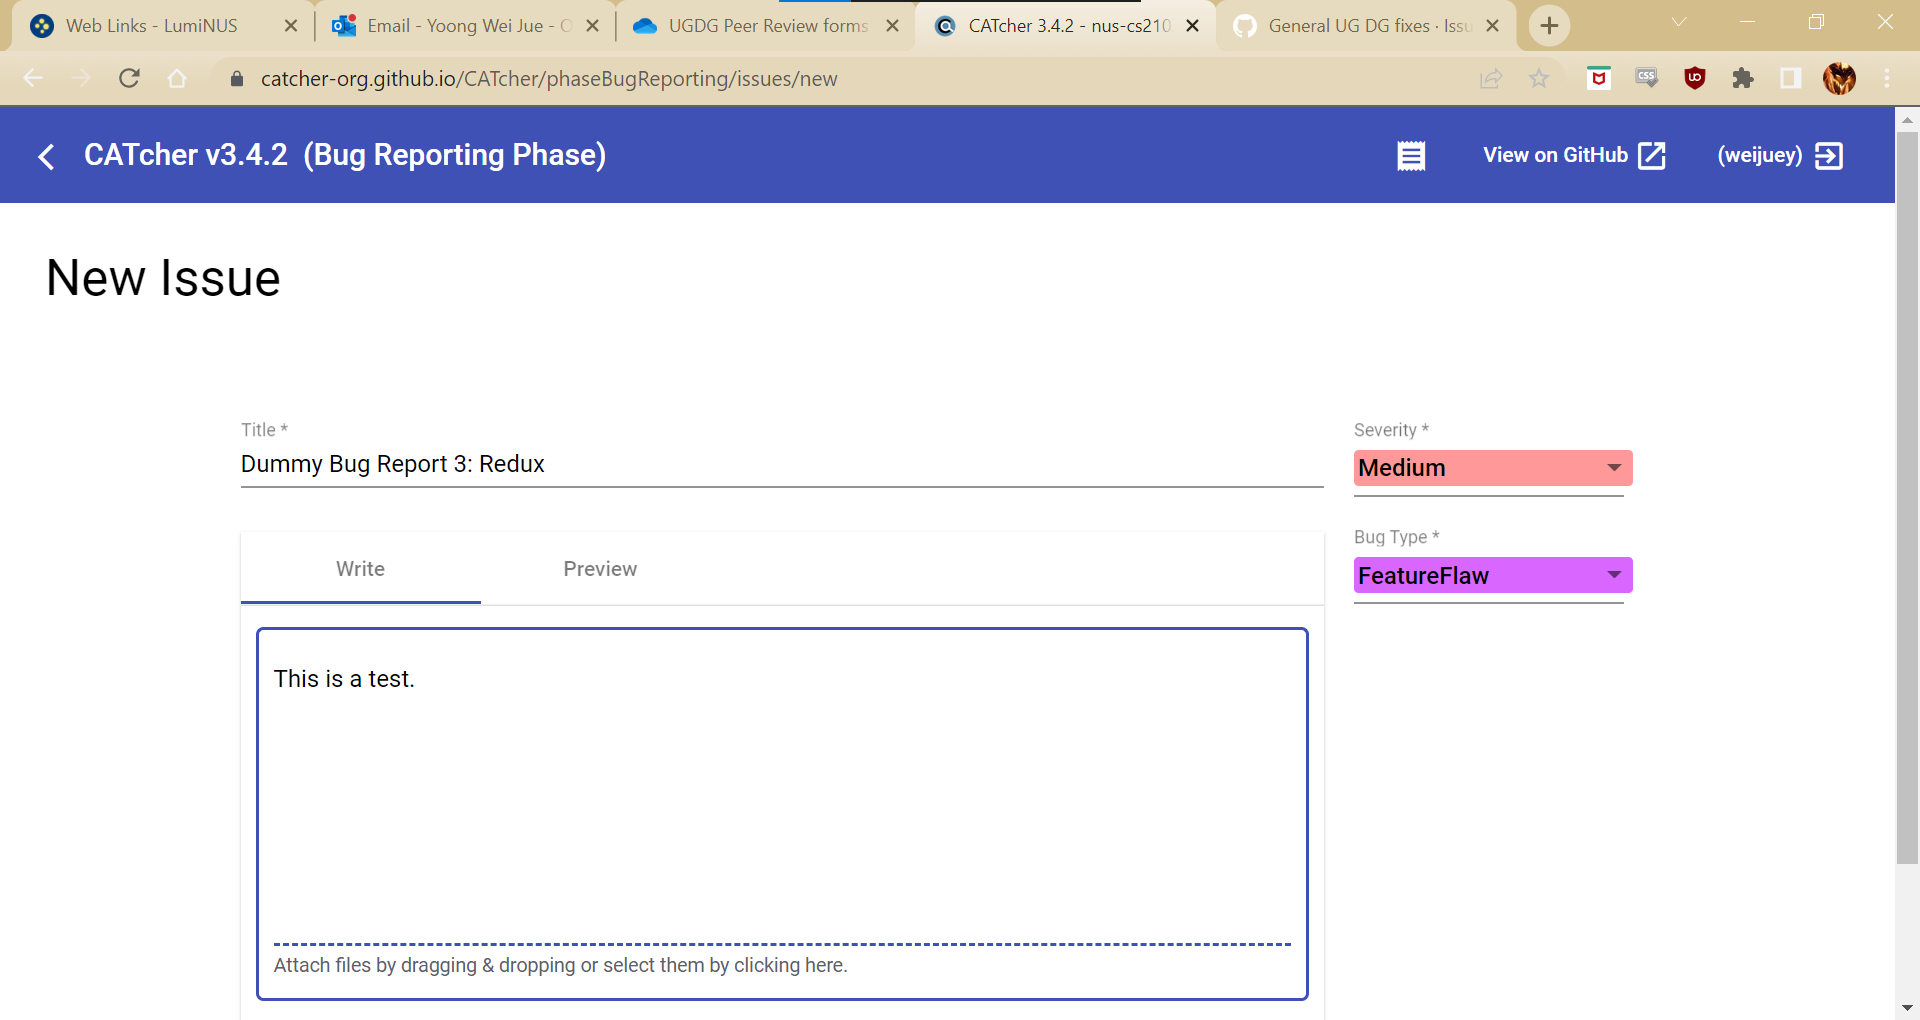 Web Links - LumiNUS
Email - Yoong Wei Jue - O
UGDG Peer Review forms
CATcher 3.4.2 - nus-cs210
General UG DG fixes · Issu
catcher-org.github.io/CATcher/phaseBugReporting/issues/new
CSS
CATcher v3.4.2 (Bug Reporting Phase)
View on GitHub
(weijuey)
New Issue
Title *
Dummy Bug Report 3: Redux
Severity *
Medium
Bug Type *
FeatureFlaw
Write
Preview
This is a test.
Attach files by dragging & dropping or select them by clicking here.